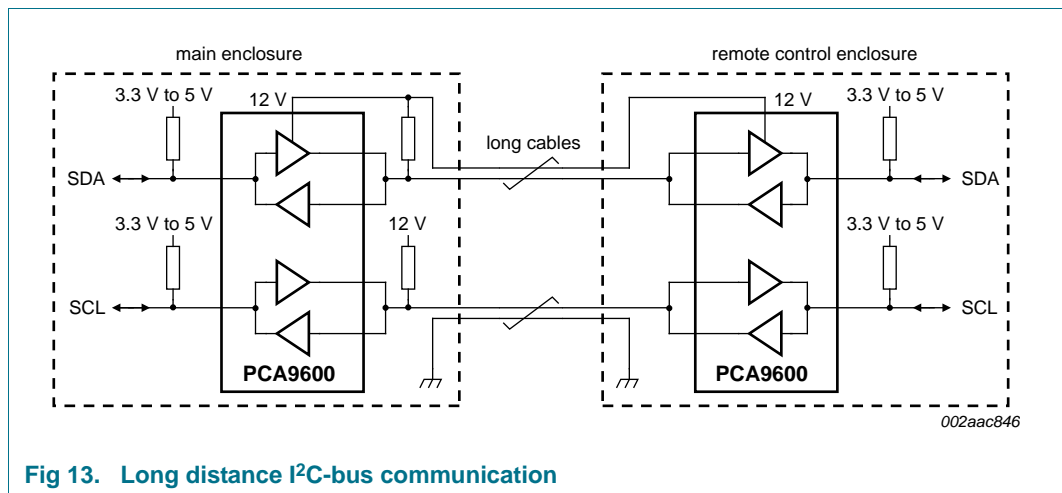 main enclosure
remote control enclosure
3.3 V to 5 V
12 V
12 V
3.3 V to 5 V
long cables
SDA
SDA
3.3 V to 5 V
12 V
3.3 V to 5 V
SCL
SCL
PCA9600
PCA9600
002aac846
Fig 13. Long distance I²C-bus communication